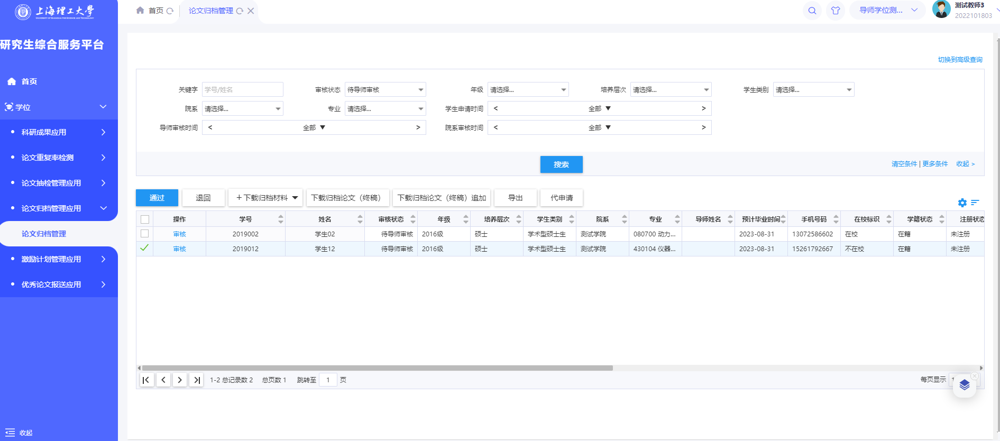 上海理工大学
UNIVERSITY OF SHANGHAI FOR SCIENCE AND TECHNOLOGY
研究生综合服务平台
首页
学位
科研成果应用
论文重复率检测
论文抽检管理应用
论文归档管理应用
论文归档管理
激励计划管理应用
优秀论文报送应用
收起
首页 论文归档管理
导师学位测...
测试教师3
2022101803
切换到高级查询
关键字 学号/姓名 审核状态 待导师审核 年级 请选择... 培养层次 请选择... 学生类别 请选择...
院系 请选择... 专业 请选择... 学生申请时间 < 全部 ▼ >
导师审核时间 < 全部 ▼ > 院系审核时间 < 全部 ▼ >
搜索 清空条件 | 更多条件 收起 >
通过 退回 +下载归档材料 下载归档论文（终稿） 下载归档论文（终稿）追加 导出 代申请
操作 学号 姓名 审核状态 年级 培养层次 学生类别 院系 专业 导师姓名 预计毕业时间 手机号码 在校标识 学籍状态 注册状态
审核 2019002 学生02 待导师审核 2016级 硕士 学术型硕士生 测试学院 080700 动力... 2023-08-31 13072586602 在校 在籍 未注册
审核 2019012 学生12 待导师审核 2016级 硕士 学术型硕士生 测试学院 430104 仪器... 2023-08-31 15261792667 不在校 在籍 未注册
1-2 总记录数 2 总页数 1 跳转至 1 页 每页显示